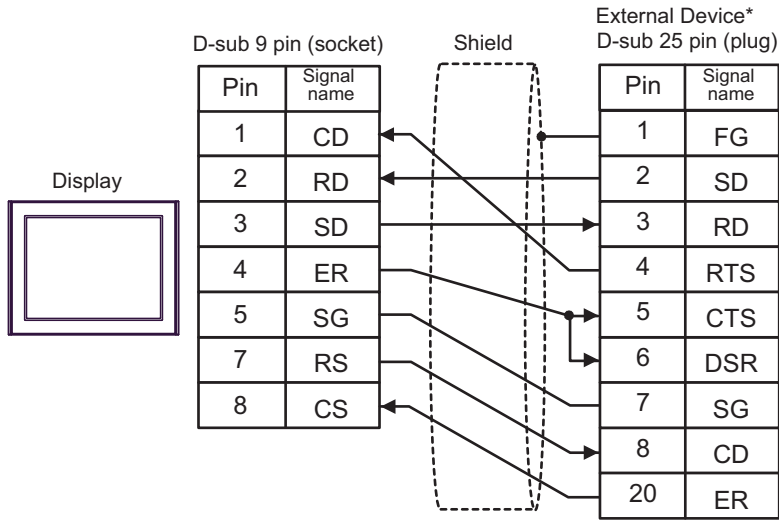 External Device*
D-sub 9 pin (socket)
Shield
D-sub 25 pin (plug)
Display
Pin Signal name
1 CD
2 RD
3 SD
4 ER
5 SG
7 RS
8 CS
Pin Signal name
1 FG
2 SD
3 RD
4 RTS
5 CTS
6 DSR
7 SG
8 CD
20 ER